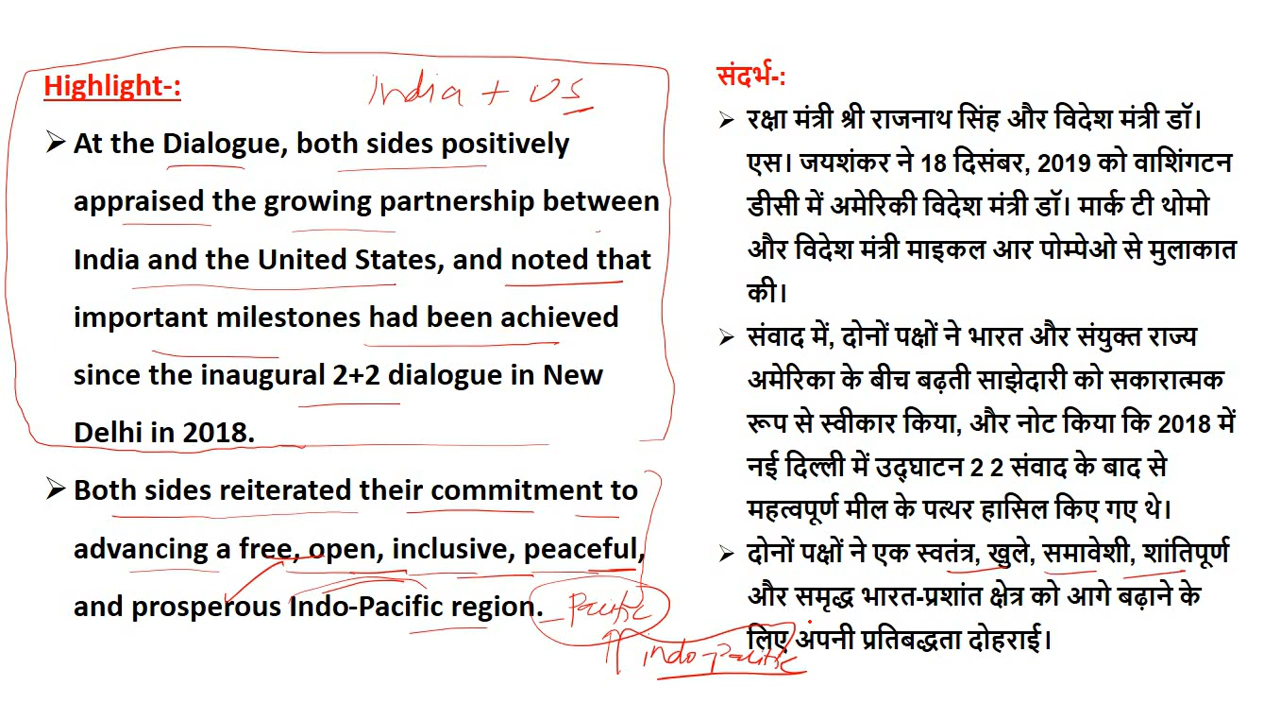 Highlight-:
India + US
➢ At the Dialogue, both sides positively
appraised the growing partnership between
India and the United States, and noted that
important milestones had been achieved
since the inaugural 2+2 dialogue in New
Delhi in 2018.
➢ Both sides reiterated their commitment to
advancing a free, open, inclusive, peaceful,
and prosperous Indo-Pacific region.
Pacific
Indo-Pacific
संदर्भ-:
➢ रक्षा मंत्री श्री राजनाथ सिंह और विदेश मंत्री डॉ।
एस। जयशंकर ने 18 दिसंबर, 2019 को वाशिंगटन
डीसी में अमेरिकी विदेश मंत्री डॉ। मार्क टी थोमो
और विदेश मंत्री माइकल आर पोम्पेओ से मुलाकात
की।
➢ संवाद में, दोनों पक्षों ने भारत और संयुक्त राज्य
अमेरिका के बीच बढ़ती साझेदारी को सकारात्मक
रूप से स्वीकार किया, और नोट किया कि 2018 में
नई दिल्ली में उद्घाटन 2 2 संवाद के बाद से
महत्वपूर्ण मील के पत्थर हासिल किए गए थे।
➢ दोनों पक्षों ने एक स्वतंत्र, खुले, समावेशी, शांतिपूर्ण
और समृद्ध भारत-प्रशांत क्षेत्र को आगे बढ़ाने के
लिए अपनी प्रतिबद्धता दोहराई।